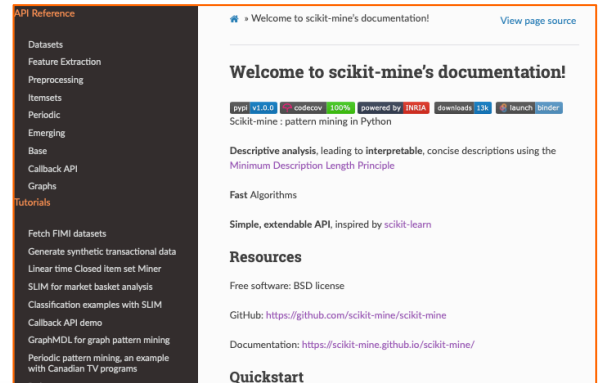 API Reference
Datasets
Feature Extraction
Preprocessing
Itemsets
Periodic
Emerging
Base
Callback API
Graphs
Tutorials
Fetch FIMI datasets
Generate synthetic transactional data
Linear time Closed item set Miner
SLIM for market basket analysis
Classification examples with SLIM
Callback API demo
GraphMDL for graph pattern mining
Periodic pattern mining, an example
with Canadian TV programs
» Welcome to scikit-mine's documentation!
View page source
Welcome to scikit-mine's documentation!
pypi v1.0.0 codecov 100% powered by INRIA downloads 13k launch binder
Scikit-mine : pattern mining in Python
Descriptive analysis, leading to interpretable, concise descriptions using the
Minimum Description Length Principle
Fast Algorithms
Simple, extendable API, inspired by scikit-learn
Resources
Free software: BSD license
GitHub: https://github.com/scikit-mine/scikit-mine
Documentation: https://scikit-mine.github.io/scikit-mine/
Quickstart